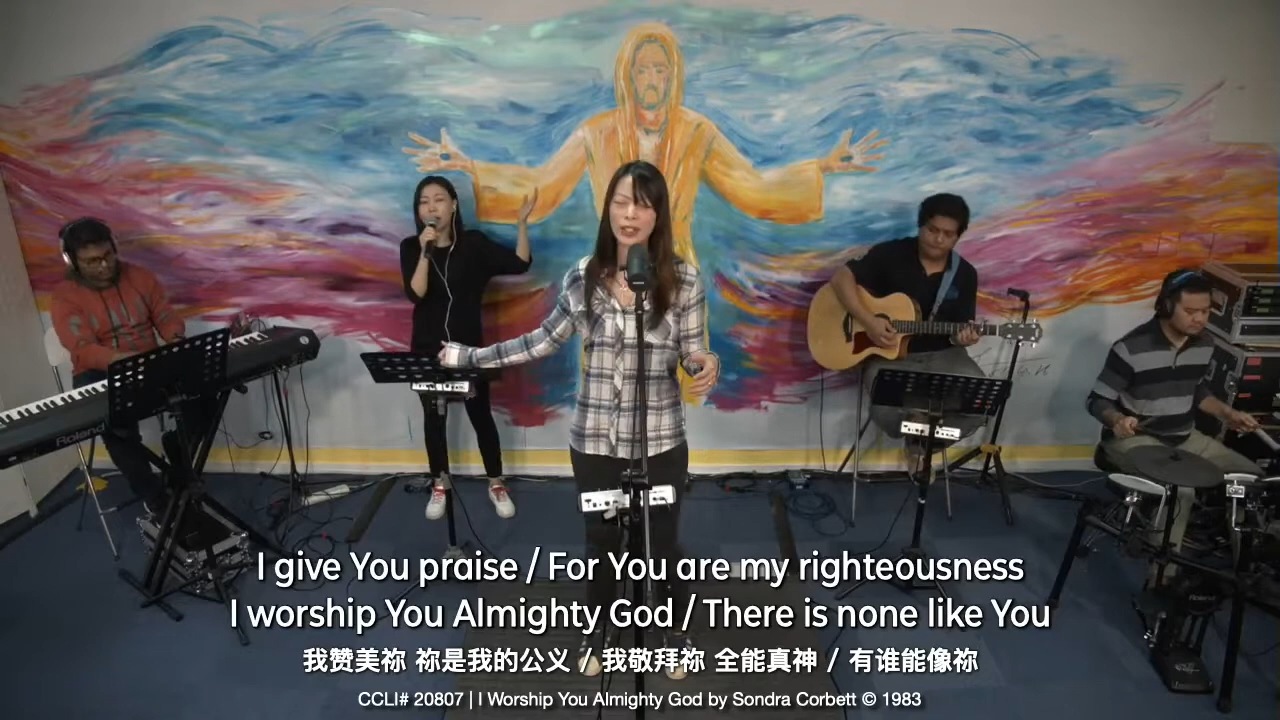 Roland
I give You praise / For You are my righteousness
I worship You Almighty God / There is none like You
我赞美祢 祢是我的公义 / 我敬拜祢 全能真神 / 有谁能像祢
CCLI# 20807 | I Worship You Almighty God by Sondra Corbett © 1983